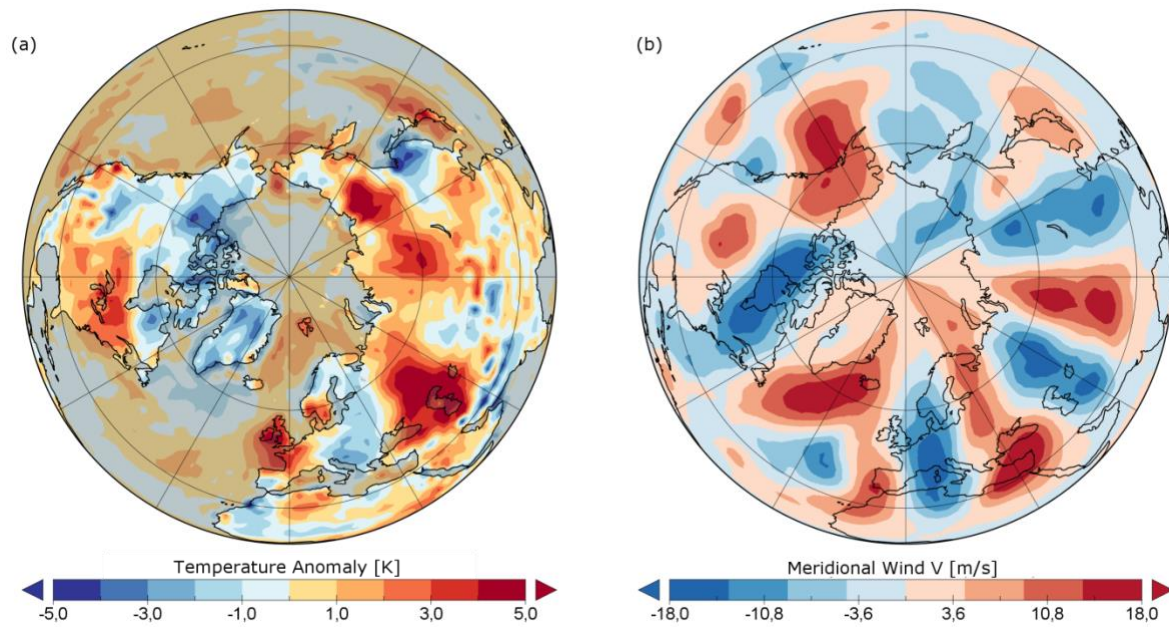 (a)
(b)
Temperature Anomaly [K]
-5,0 -3,0 -1,0 1,0 3,0 5,0
Meridional Wind V [m/s]
-18,0 -10,8 -3,6 3,6 10,8 18,0